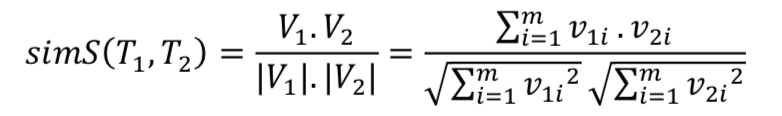 simS(T₁, T₂) = V₁. V₂ / |V₁|. |V₂| = ∑ᵢ₌₁ᵐ v₁ᵢ . v₂ᵢ / √∑ᵢ₌₁ᵐ v₁ᵢ² √∑ᵢ₌₁ᵐ v₂ᵢ²